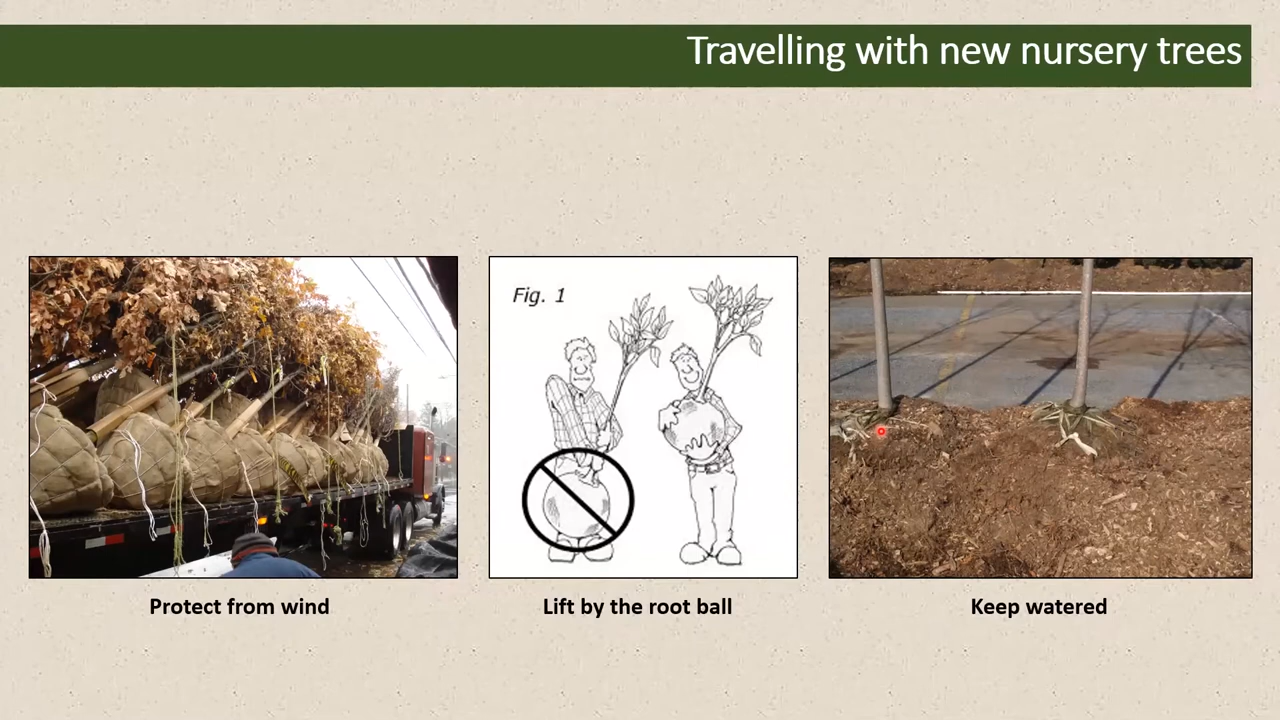 Travelling with new nursery trees
Fig. 1
Protect from wind
Lift by the root ball
Keep watered